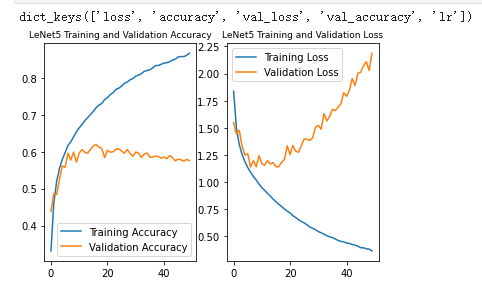 dict_keys(['loss', 'accuracy', 'val_loss', 'val_accuracy', 'lr'])
LeNet5 Training and Validation Accuracy
LeNet5 Training and Validation Loss
0.8
0.7
0.6
0.5
0.4
Training Accuracy
Validation Accuracy
0
20
40
2.25
2.00
1.75
1.50
1.25
1.00
0.75
0.50
Training Loss
Validation Loss
0
20
40